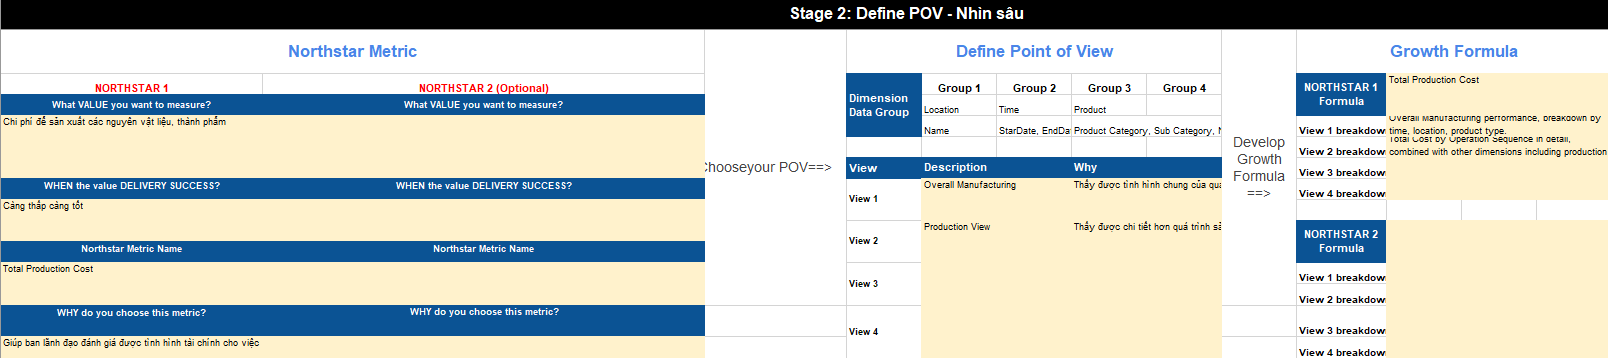 Stage 2: Define POV - Nhìn sâu
Northstar Metric
NORTHSTAR 1
NORTHSTAR 2 (Optional)
What VALUE you want to measure?
What VALUE you want to measure?
Chi phí để sản xuất các nguyên vật liệu, thành phẩm
WHEN the value DELIVERY SUCCESS?
WHEN the value DELIVERY SUCCESS?
Càng thấp càng tốt
Northstar Metric Name
Northstar Metric Name
Total Production Cost
WHY do you choose this metric?
WHY do you choose this metric?
Giúp ban lãnh đạo đánh giá được tình hình tài chính cho việc
Chooseyour POV==>
Define Point of View
Dimension
Data Group
Group 1
Group 2
Group 3
Group 4
Location
Time
Product
Name
StarDate, EndDa
Product Category, Sub Category, N
View
Description
Why
View 1
Overall Manufacturing
Thấy được tình hình chung của quá
View 2
Production View
Thấy được chi tiết hơn quá trình sả
View 3
View 4
Develop
Growth
Formula
==>
Growth Formula
NORTHSTAR 1
Formula
Total Production Cost
View 1 breakdow
Overall Manufacturing performance, breakdown by
time, location, product type.
View 2 breakdow
Total Cost by Operation Sequence in detail,
combined with other dimensions including production
View 3 breakdow
View 4 breakdow
NORTHSTAR 2
Formula
View 1 breakdow
View 2 breakdow
View 3 breakdow
View 4 breakdow